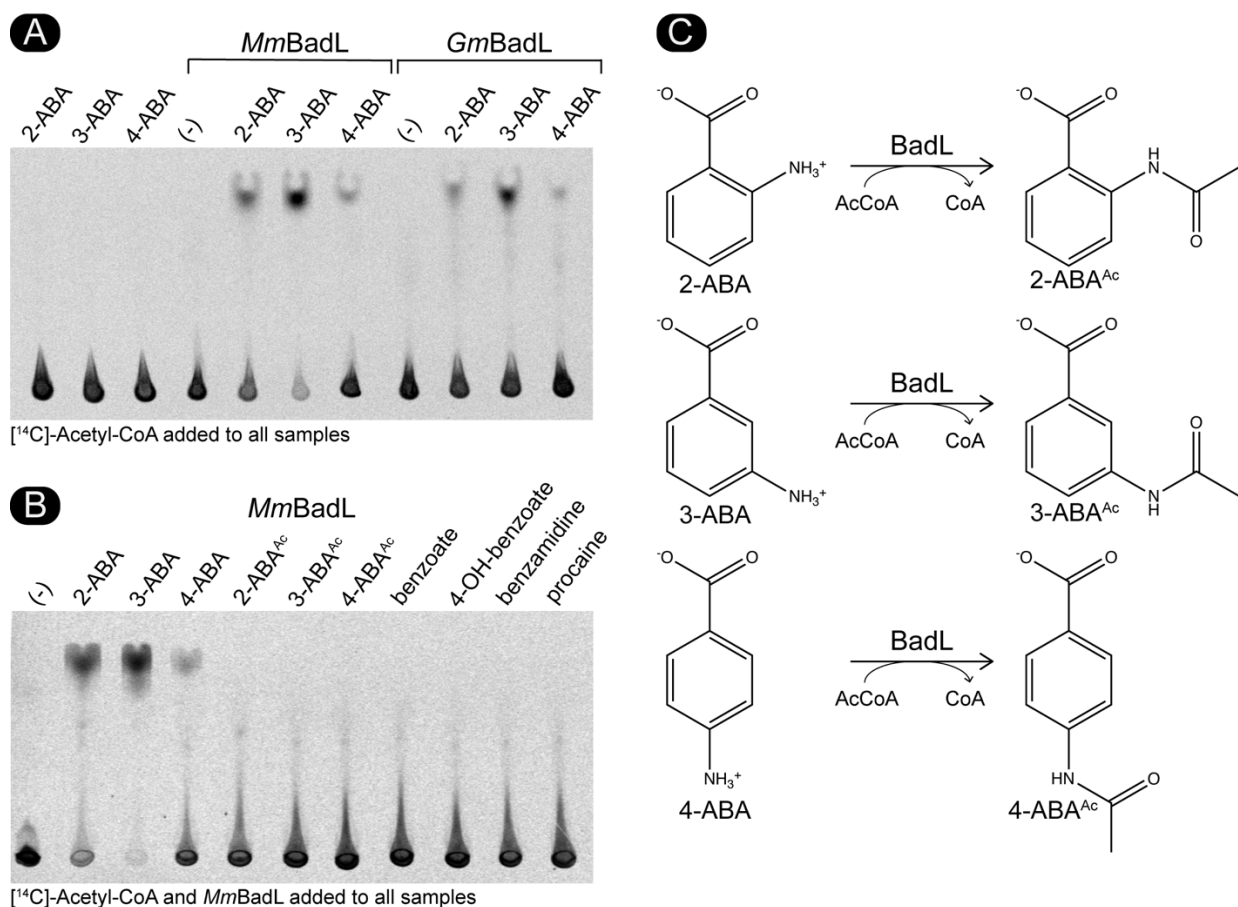 A
MmBadL
GmBadL
2-ABA
3-ABA
4-ABA
(-)
2-ABA
3-ABA
4-ABA
(-)
2-ABA
3-ABA
4-ABA
[14C]-Acetyl-CoA added to all samples
B
MmBadL
(-)
2-ABA
3-ABA
4-ABA
2-ABAAc
3-ABAAc
4-ABAAc
benzoate
4-OH-benzoate
benzamidine
procaine
[14C]-Acetyl-CoA and MmBadL added to all samples
C
-O
O
NH3+
2-ABA
BadL
AcCoA
CoA
-O
O
H
N
O
2-ABAAc
-O
O
NH3+
3-ABA
BadL
AcCoA
CoA
-O
O
O
N
H
3-ABAAc
-O
O
NH3+
4-ABA
BadL
AcCoA
CoA
-O
O
HN
O
4-ABAAc